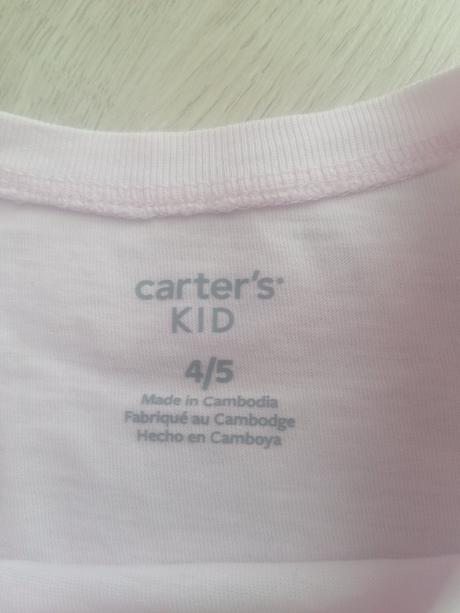 carter's
KID
4/5
Made in Cambodia
Fabriqué au Cambodge
Hecho en Camboya